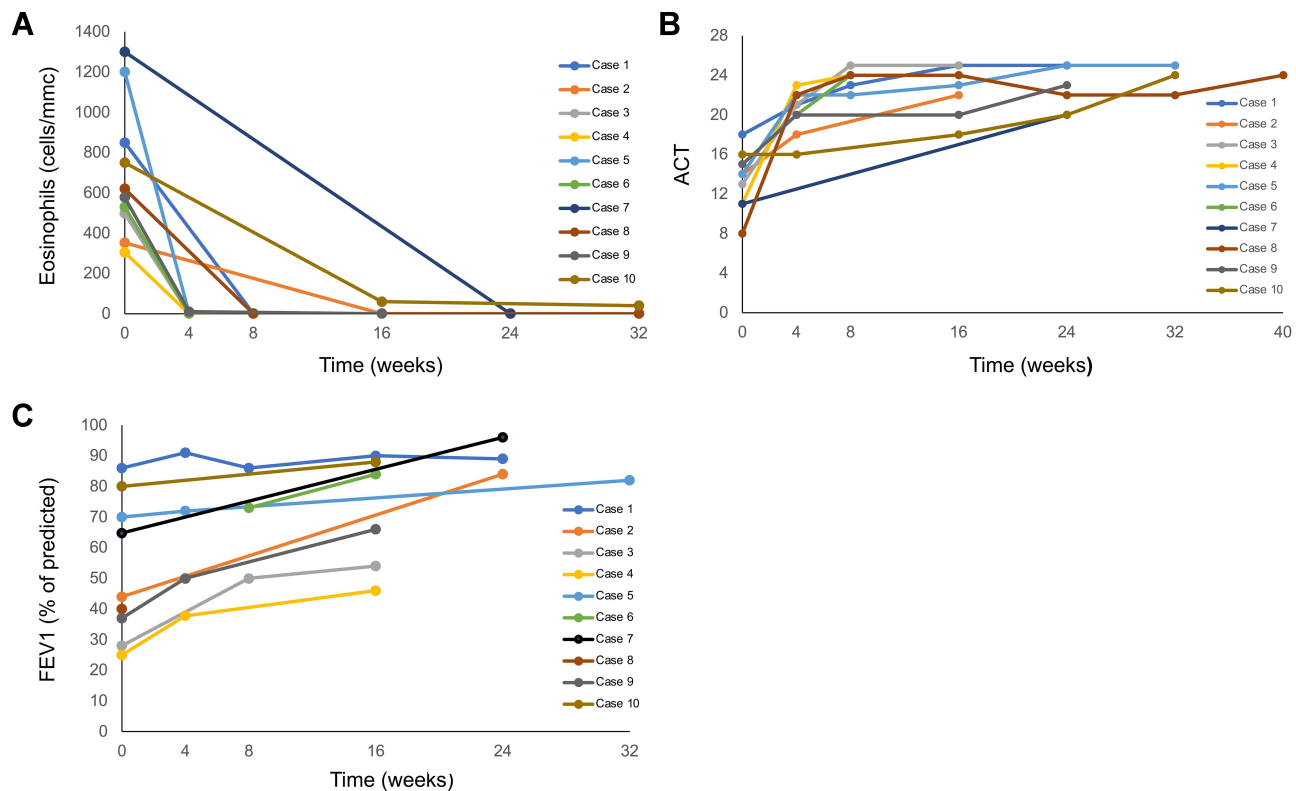 A
Eosinophils (cells/mmc)
1400
1200
1000
800
600
400
200
0
0 4 8 16 24 32
Time (weeks)
Case 1
Case 2
Case 3
Case 4
Case 5
Case 6
Case 7
Case 8
Case 9
Case 10
B
ACT
28
24
20
16
12
8
4
0
0 4 8 16 24 32 40
Time (weeks)
Case 1
Case 2
Case 3
Case 4
Case 5
Case 6
Case 7
Case 8
Case 9
Case 10
C
FEV1 (% of predicted)
100
90
80
70
60
50
40
30
20
10
0
0 4 8 16 24 32
Time (weeks)
Case 1
Case 2
Case 3
Case 4
Case 5
Case 6
Case 7
Case 8
Case 9
Case 10